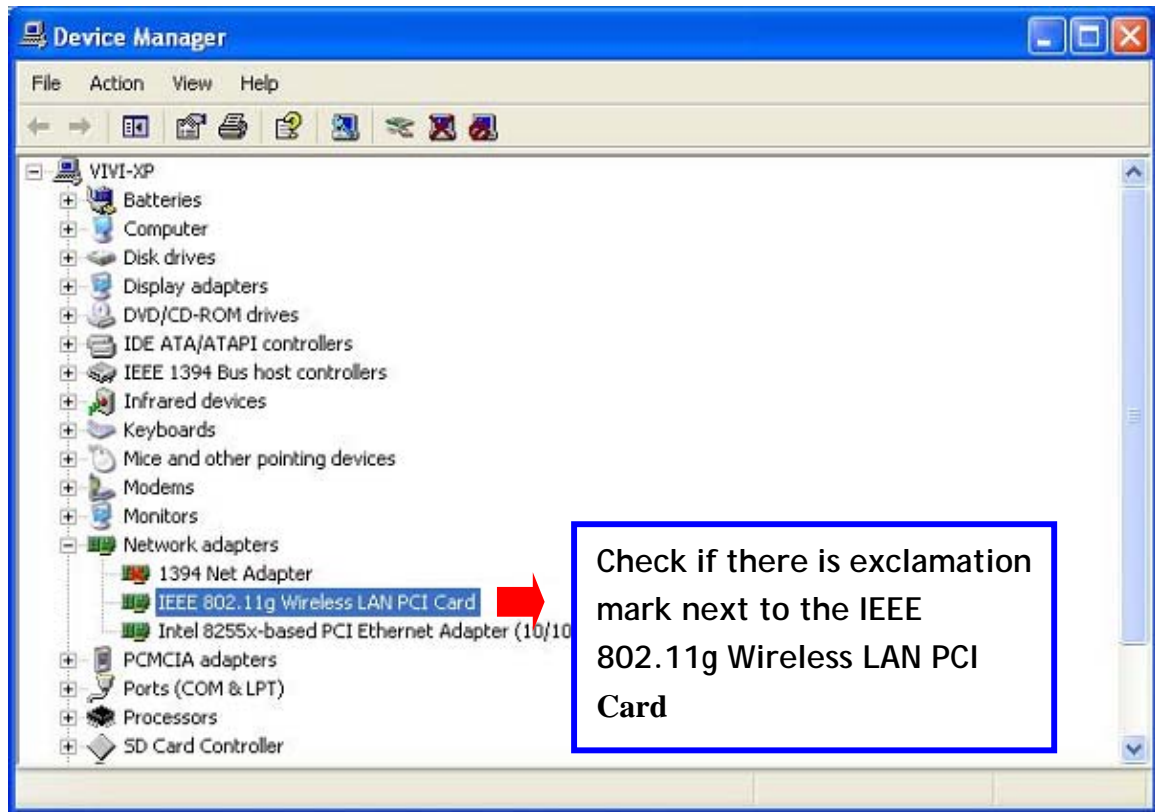 Device Manager
File Action View Help
VIVI-XP
Batteries
Computer
Disk drives
Display adapters
DVD/CD-ROM drives
IDE ATA/ATAPI controllers
IEEE 1394 Bus host controllers
Infrared devices
Keyboards
Mice and other pointing devices
Modems
Monitors
Network adapters
1394 Net Adapter
IEEE 802.11g Wireless LAN PCI Card
Intel 8255x-based PCI Ethernet Adapter (10/10
PCMCIA adapters
Ports (COM & LPT)
Processors
SD Card Controller
Check if there is exclamation
mark next to the IEEE
802.11g Wireless LAN PCI
Card